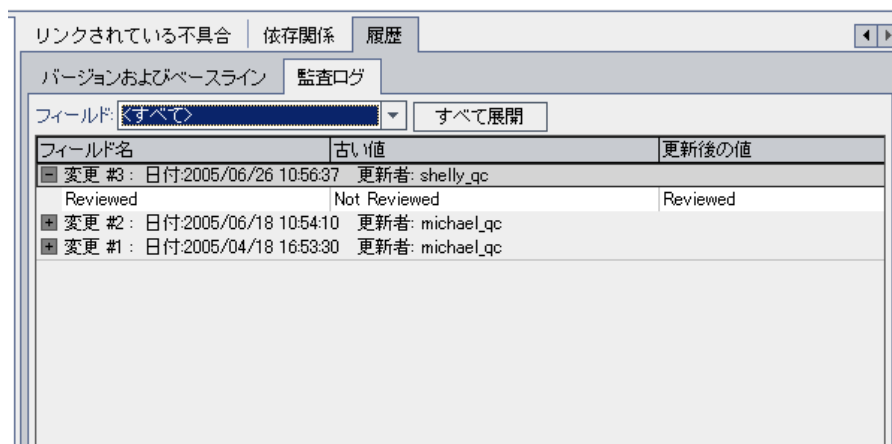 リンクされている不具合 依存関係 履歴
バージョンおよびベースライン 監査ログ
フィールド: <すべて> すべて展開
フィールド名 古い値 更新後の値
変更 #3 : 日付:2005/06/26 10:56:37 更新者: shelly_qc
Reviewed Not Reviewed Reviewed
変更 #2 : 日付:2005/06/18 10:54:10 更新者: michael_qc
変更 #1 : 日付:2005/04/18 16:53:30 更新者: michael_qc